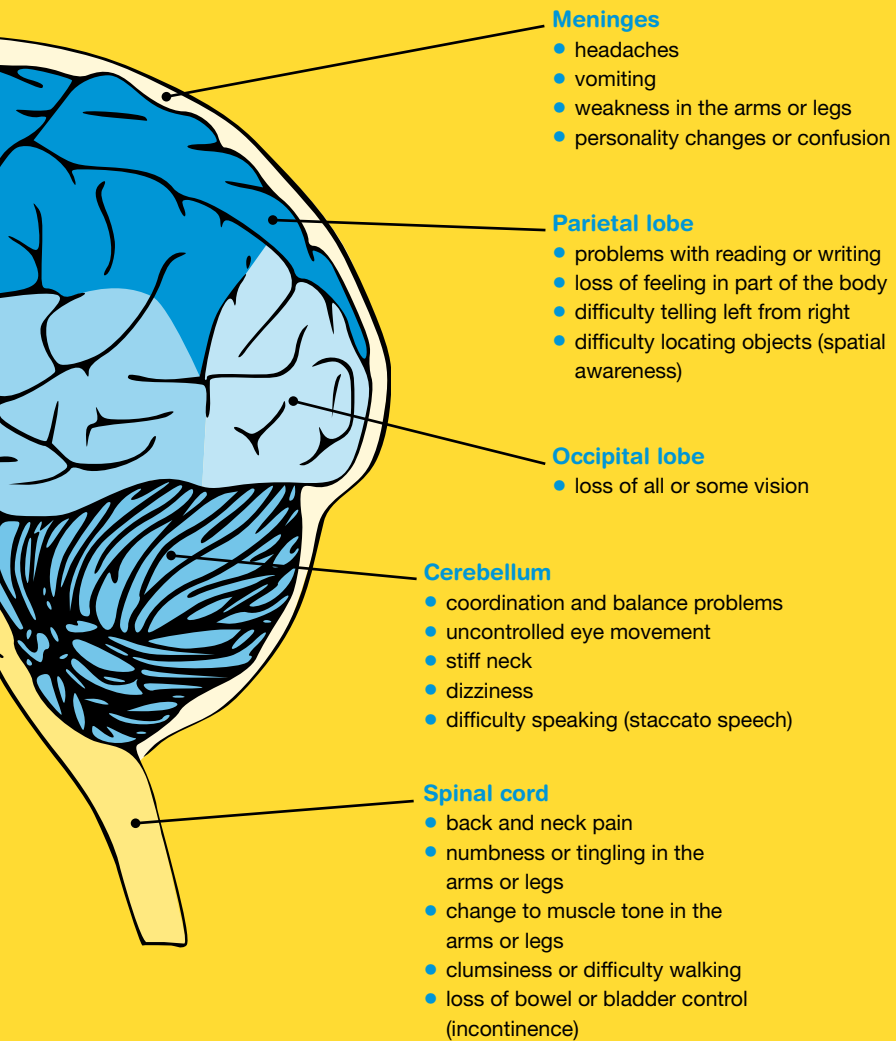 Meninges
● headaches
● vomiting
● weakness in the arms or legs
● personality changes or confusion
Parietal lobe
● problems with reading or writing
● loss of feeling in part of the body
● difficulty telling left from right
● difficulty locating objects (spatial
awareness)
Occipital lobe
● loss of all or some vision
Cerebellum
● coordination and balance problems
● uncontrolled eye movement
● stiff neck
● dizziness
● difficulty speaking (staccato speech)
Spinal cord
● back and neck pain
● numbness or tingling in the
arms or legs
● change to muscle tone in the
arms or legs
● clumsiness or difficulty walking
● loss of bowel or bladder control
(incontinence)